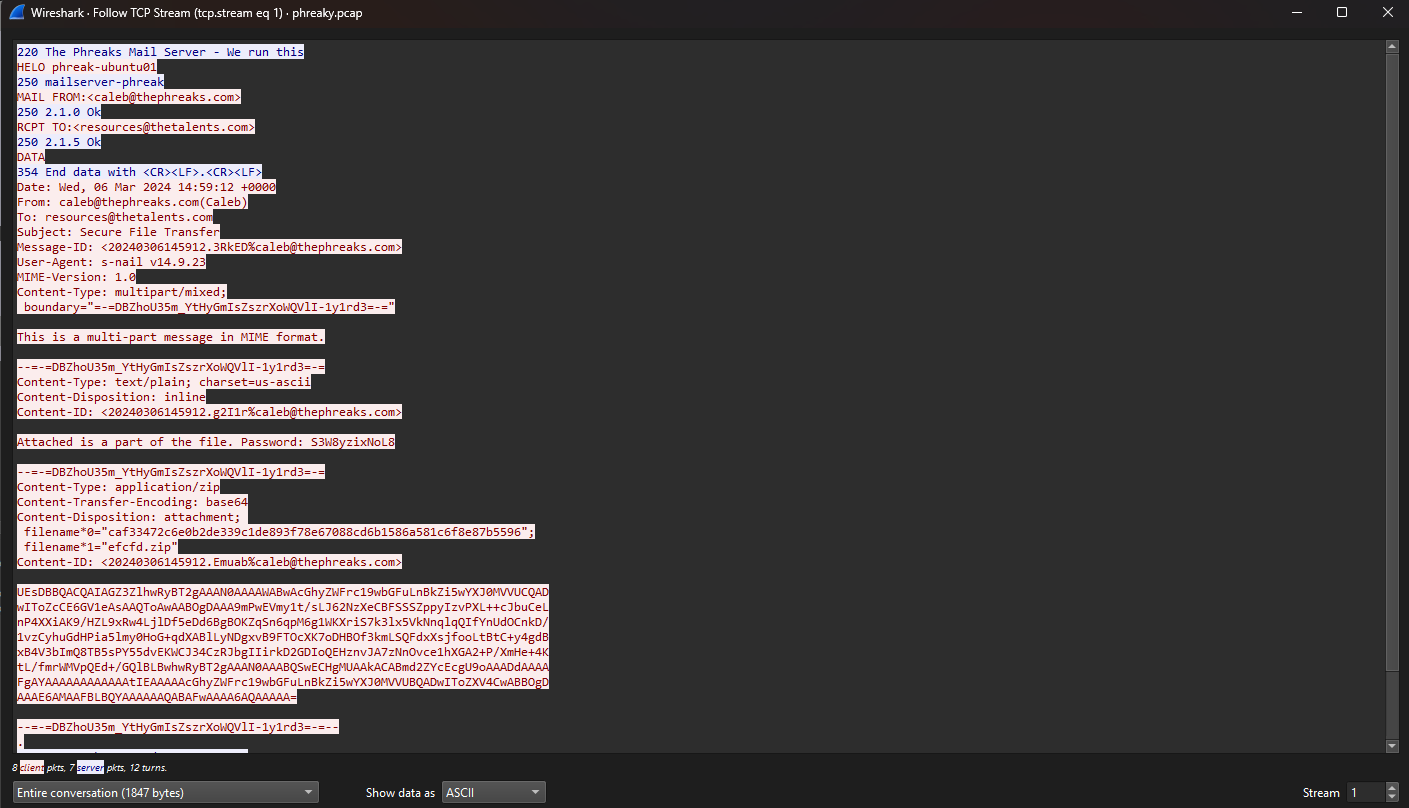 Wireshark · Follow TCP Stream (tcp.stream eq 1) · phreaky.pcap
220 The Phreaks Mail Server - We run this
HELO phreak-ubuntu01
250 mailserver-phreak
MAIL FROM:<caleb@thephreaks.com>
250 2.1.0 Ok
RCPT TO:<resources@thetalents.com>
250 2.1.5 Ok
DATA
354 End data with <CR><LF>.<CR><LF>
Date: Wed, 06 Mar 2024 14:59:12 +0000
From: caleb@thephreaks.com(Caleb)
To: resources@thetalents.com
Subject: Secure File Transfer
Message-ID: <20240306145912.3RkED%caleb@thephreaks.com>
User-Agent: s-nail v14.9.23
MIME-Version: 1.0
Content-Type: multipart/mixed;
 boundary="=-=DBZhoU35m_YtHyGmIsZszrXoWQVlI-1y1rd3=-="
This is a multi-part message in MIME format.
--=-=DBZhoU35m_YtHyGmIsZszrXoWQVlI-1y1rd3=-=
Content-Type: text/plain; charset=us-ascii
Content-Disposition: inline
Content-ID: <20240306145912.g2I1r%caleb@thephreaks.com>
Attached is a part of the file. Password: S3W8yzixNoL8
--=-=DBZhoU35m_YtHyGmIsZszrXoWQVlI-1y1rd3=-=
Content-Type: application/zip
Content-Transfer-Encoding: base64
Content-Disposition: attachment;
 filename*0="caf33472c6e0b2de339c1de893f78e67088cd6b1586a581c6f8e87b5596";
 filename*1="efcfd.zip"
Content-ID: <20240306145912.Emuab%caleb@thephreaks.com>
UEsDBBQACQAIAGZ3ZlhwRyBT2gAAAN0AAAAWABwAcGhyZWFrc19wbGFuLnBkZi5wYXJ0MVVUCQAD
wIToZcCE6GV1eAsAAQToAwAABOgDAAA9mPwEVmy1t/sLJ62NzXeCBFSSSZppyIzvPXL++cJbuCeL
nP4XXiAK9/HZL9xRw4LjlDf5eDd6BgBOKZqSn6qpM6g1WKXriS7k3lx5VkNnqlqQIfYnUdOCnkD/
1vzCyhuGdHPia5lmy0HoG+qdXABlLyNDgxvB9FTOcXK7oDHBOf3kmLSQFdxXsjfooLtBtC+y4gdB
xB4V3bImQ8TB5sPY55dvEKWCJ34CzRJbgIIirkD2GDIoQEHznvJA7zNnOvce1hXGA2+P/XmHe+4K
tL/fmrWMVpQEd+/GQlBLBwhwRyBT2gAAAN0AAABQSwECHgMUAAkACABmd2ZYcEcgU9oAAADdAAAA
FgAYAAAAAAAAAAAAtIEAAAAAcGhyZWFrc19wbGFuLnBkZi5wYXJ0MVVUBQADwIToZXV4CwABBOgD
AAAE6AMAAFBLBQYAAAAAAQABAFwAAAA6AQAAAAA=
--=-=DBZhoU35m_YtHyGmIsZszrXoWQVlI-1y1rd3=-=--
.
8 client pkts, 7 server pkts, 12 turns.
Entire conversation (1847 bytes)
Show data as
ASCII
Stream
1